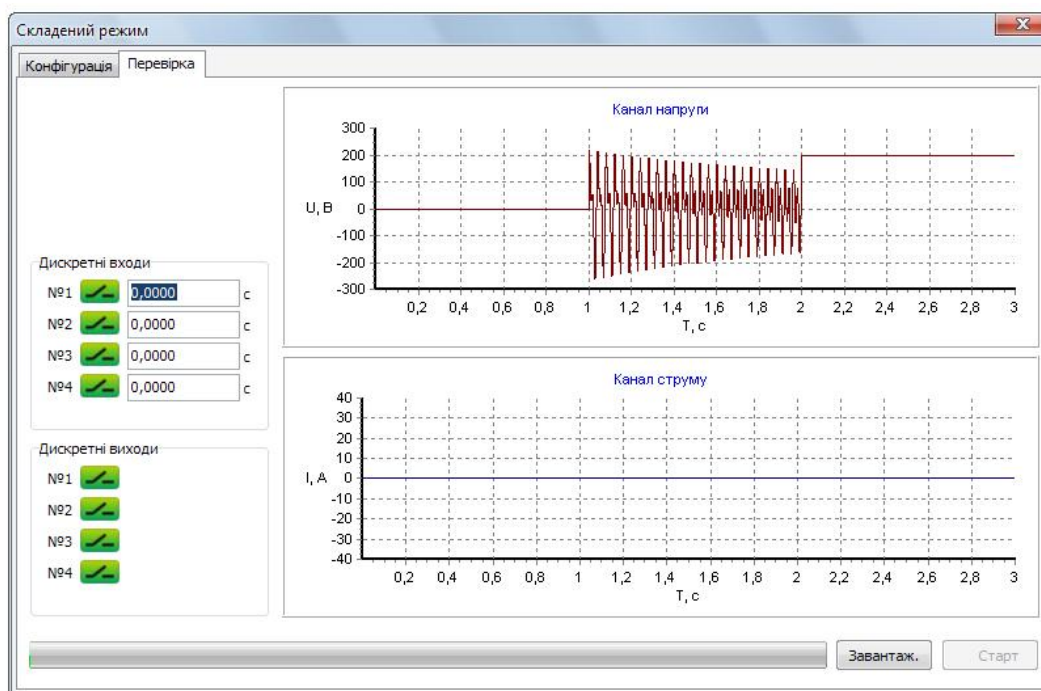 Складений режим
Конфігурація Перевірка
Канал напруги
300
200
100
U, В 0
-100
-200
-300
0,2 0,4 0,6 0,8 1 1,2 1,4 1,6 1,8 2 2,2 2,4 2,6 2,8 3
T, с
Дискретні входи
№1 0,0000 с
№2 0,0000 с
№3 0,0000 с
№4 0,0000 с
Канал струму
40
30
20
10
I, А 0
-10
-20
-30
-40
0,2 0,4 0,6 0,8 1 1,2 1,4 1,6 1,8 2 2,2 2,4 2,6 2,8 3
T, с
Дискретні виходи
№1
№2
№3
№4
Завантаж. Старт